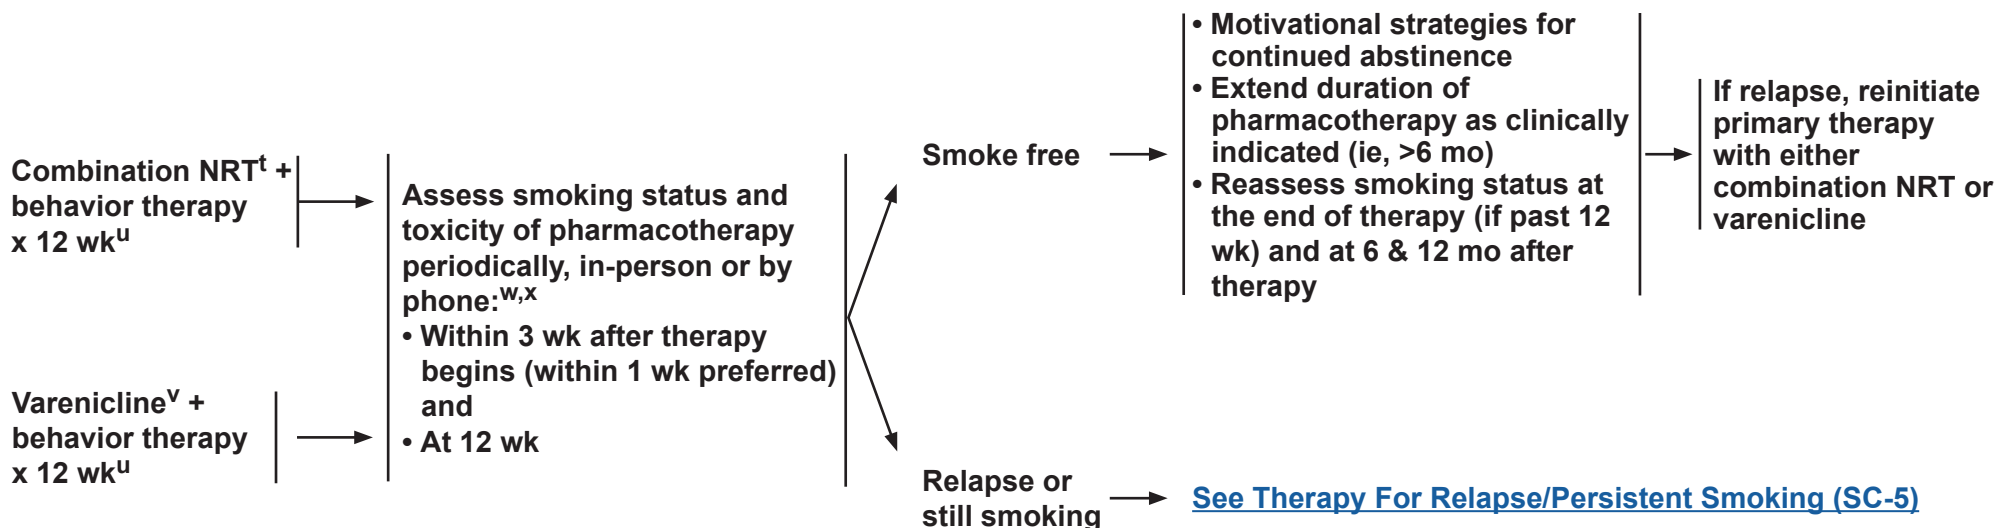 Combination NRTt +
behavior therapy
x 12 wku
Vareniclinev +
behavior therapy
x 12 wku
Assess smoking status and
toxicity of pharmacotherapy
periodically, in-person or by
phone:w,x
• Within 3 wk after therapy
begins (within 1 wk preferred)
and
• At 12 wk
Smoke free
• Motivational strategies for
continued abstinence
• Extend duration of
pharmacotherapy as clinically
indicated (ie, >6 mo)
• Reassess smoking status at
the end of therapy (if past 12
wk) and at 6 & 12 mo after
therapy
If relapse, reinitiate
primary therapy
with either
combination NRT or
varenicline
Relapse or
still smoking
See Therapy For Relapse/Persistent Smoking (SC-5)